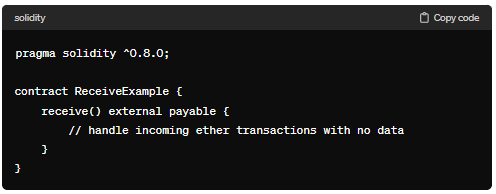 solidity
Copy code
pragma solidity ^0.8.0;
contract ReceiveExample {
receive() external payable {
// handle incoming ether transactions with no data
}
}